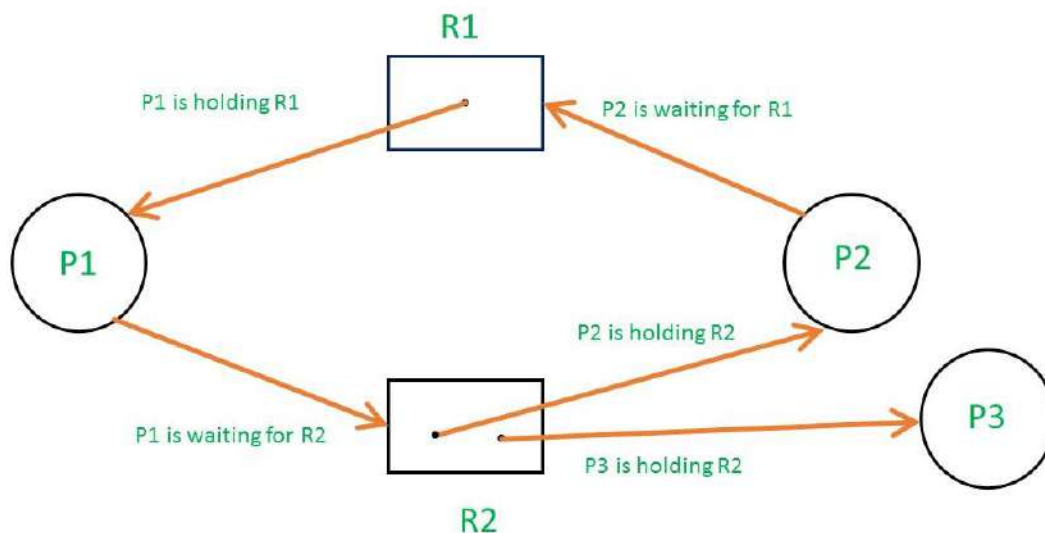 R1
P1 is holding R1
P2 is waiting for R1
P1
P2
P2 is holding R2
P3
P1 is waiting for R2
P3 is holding R2
R2